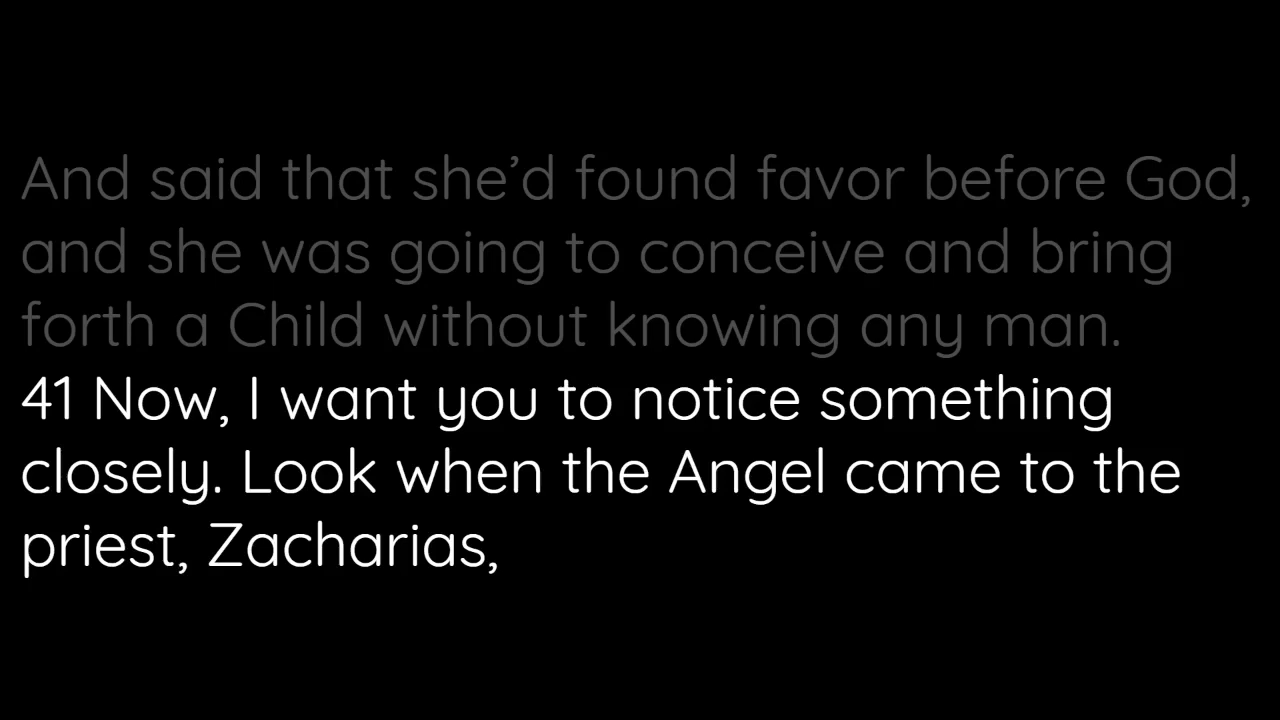 And said that she’d found favor before God,
and she was going to conceive and bring
forth a Child without knowing any man.
41 Now, I want you to notice something
closely. Look when the Angel came to the
priest, Zacharias,